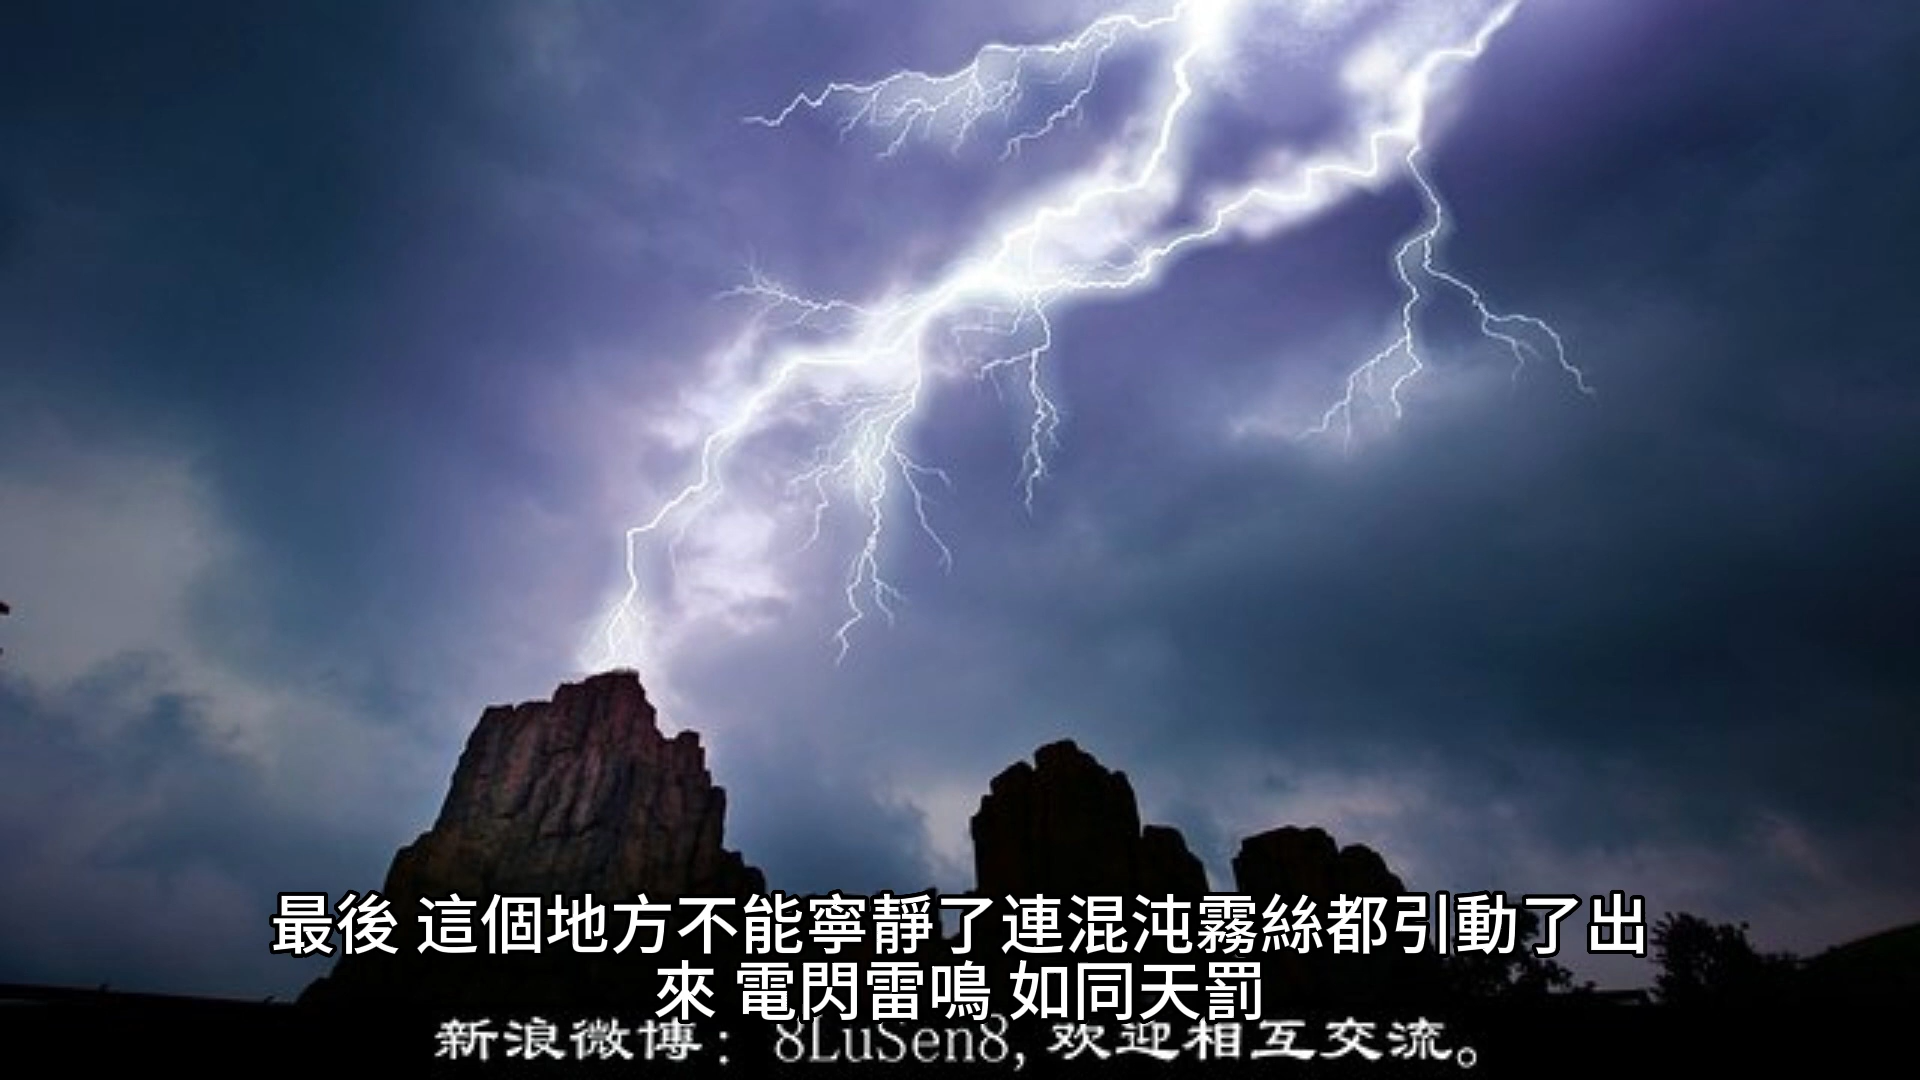 最後 這個地方不能寧靜了連混沌霧絲都引動了出
來 電閃雷鳴 如同天罰
新浪微博：8LuSen8, 欢迎相互交流。